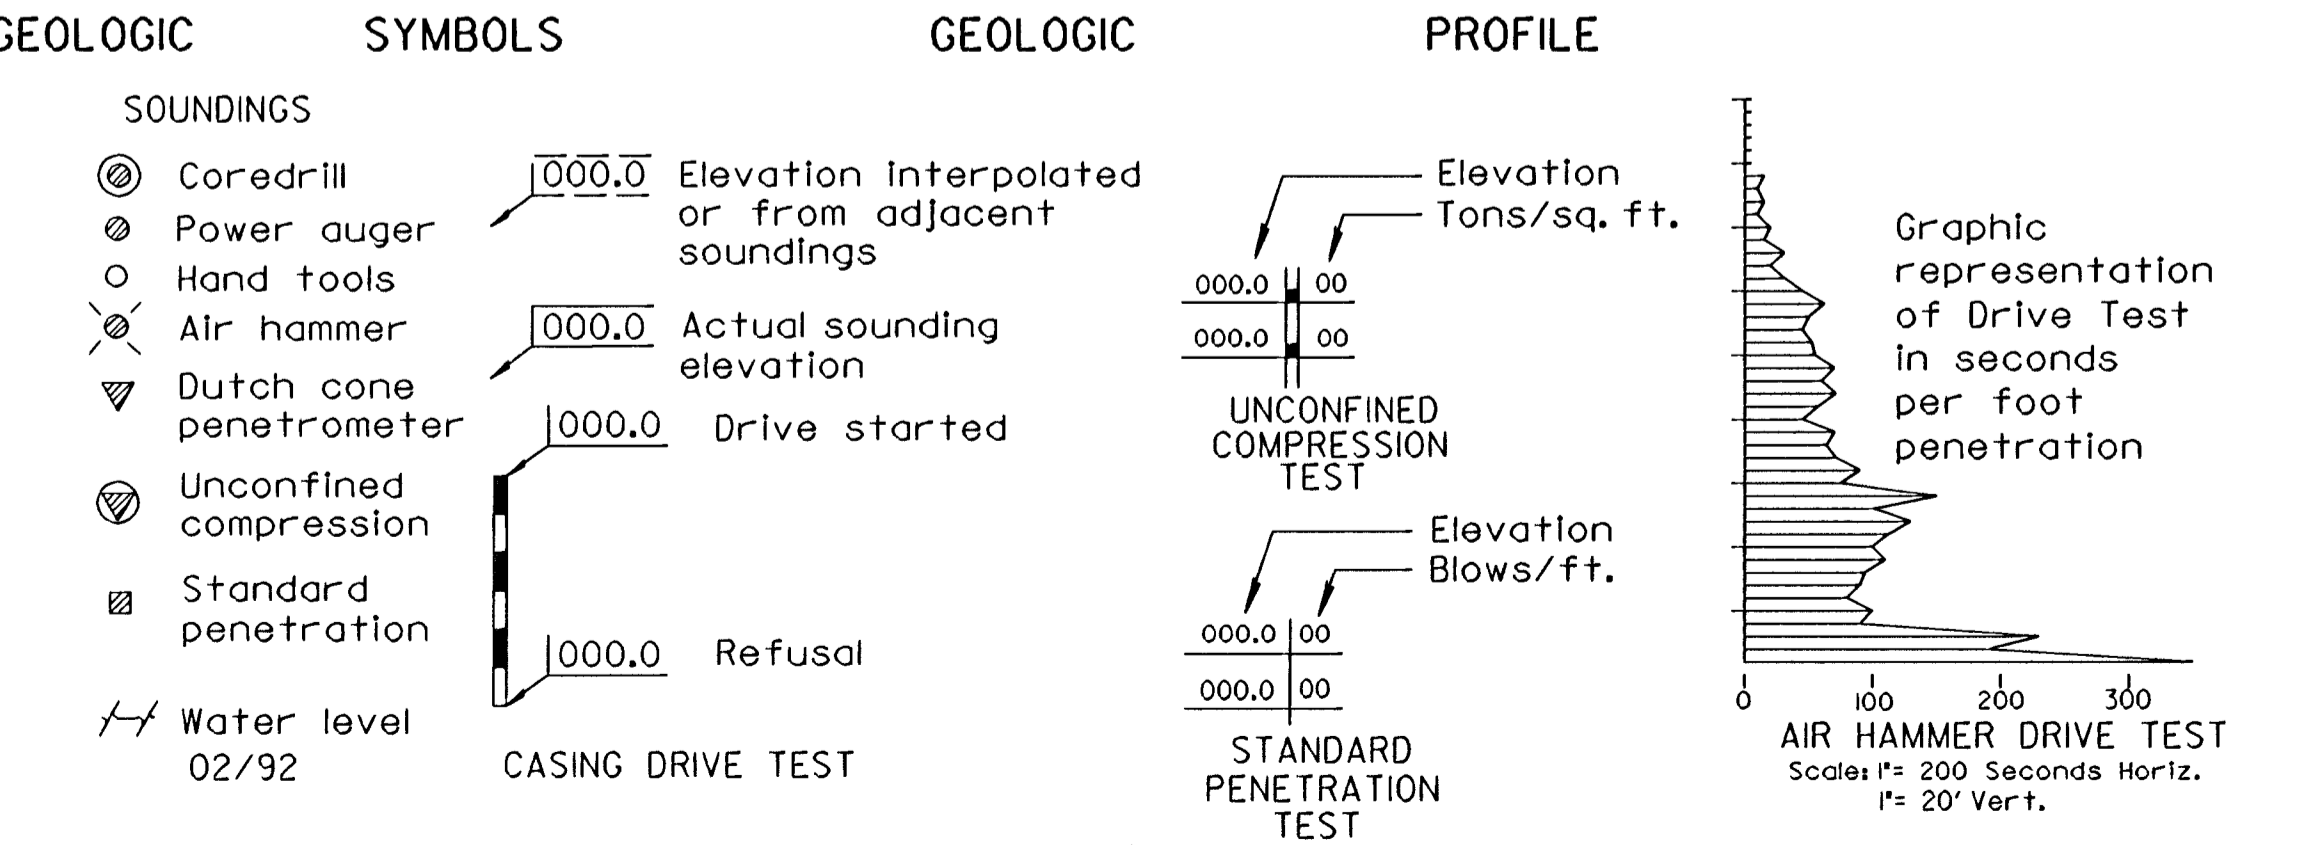 GEOLOGIC SYMBOLS GEOLOGIC PROFILE
SOUNDINGS
Coredrill
Power auger
Hand tools
Air hammer
Dutch cone
penetrometer
Unconfined
compression
Standard
penetration
Water level
02/92
000.0 Elevation interpolated
or from adjacent
soundings
000.0 Actual sounding
elevation
000.0 Drive started
000.0 Refusal
CASING DRIVE TEST
Elevation
Tons/sq. ft.
000.0 00
000.0 00
UNCONFINED
COMPRESSION
TEST
Elevation
Blows/ft.
000.0 00
000.0 00
STANDARD
PENETRATION
TEST
Graphic
representation
of Drive Test
in seconds
per foot
penetration
0 100 200 300
AIR HAMMER DRIVE TEST
Scale: 1"= 200 Seconds Horiz.
1"= 20' Vert.